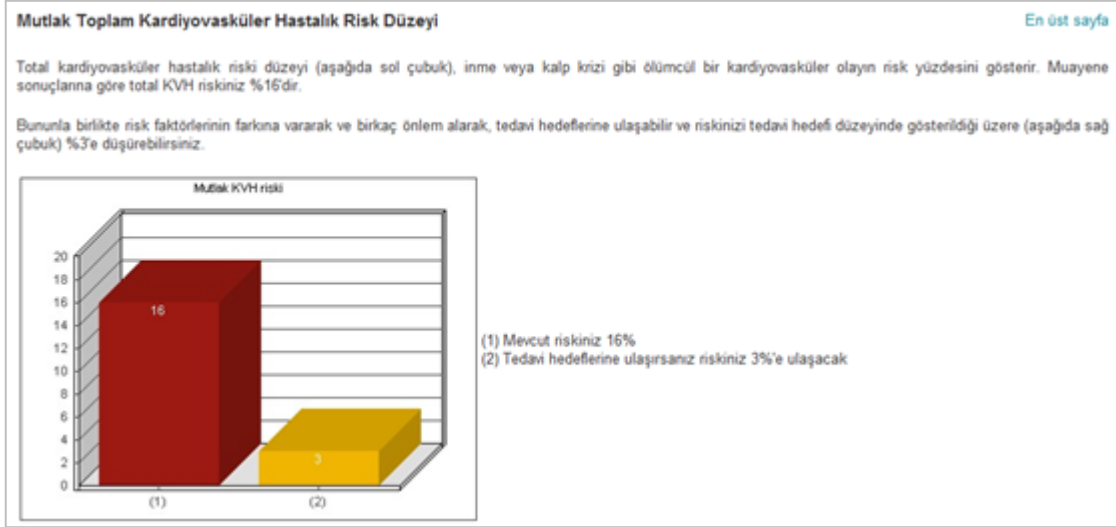 Mutlak Toplam Kardiyovasküler Hastalık Risk Düzeyi
En üst sayfa
Total kardiyovasküler hastalık riski düzeyi (aşağıda sol çubuk), inme veya kalp krizi gibi ölümcül bir kardiyovasküler olayın risk yüzdesini gösterir. Muayene
sonuçlarına göre total KVH riskiniz %16'dir.
Bununla birlikte risk faktörlerinin farkına vararak ve birkaç önlem alarak, tedavi hedeflerine ulaşabilir ve riskinizi tedavi hedefi düzeyinde gösterildiği üzere (aşağıda sağ
çubuk) %3'e düşürebilirsiniz.
Mutlak KVH riski
20
18
16
14
12
10
8
6
4
2
0
16
3
(1)
(2)
(1) Mevcut riskiniz 16%
(2) Tedavi hedeflerine ulaşırsanız riskiniz 3%'e ulaşacak